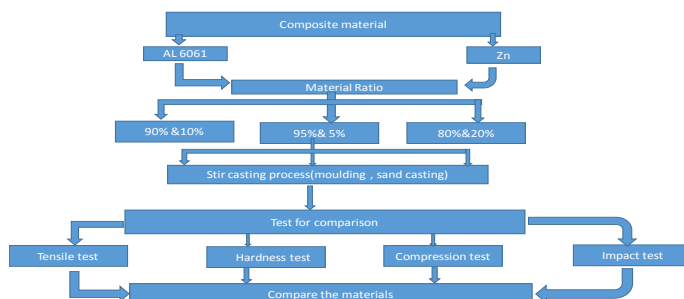 Composite material
AL 6061
Zn
Material Ratio
90% &10%
95%& 5%
80%&20%
Stir casting process(moulding , sand casting)
Test for comparison
Tensile test
Hardness test
Compression test
Impact test
Compare the materials